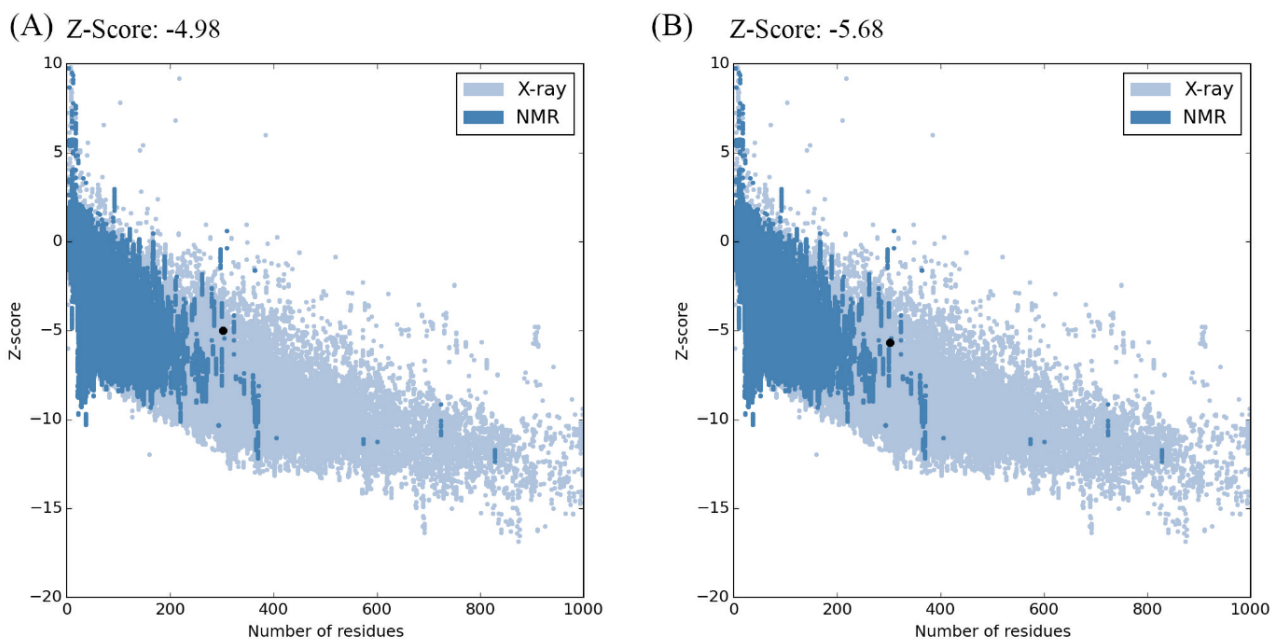 (A) Z-Score: -4.98
10
5
0
−5
−10
−15
−20
Z-score
X-ray
NMR
0 200 400 600 800 1000
Number of residues
(B) Z-Score: -5.68
10
5
0
−5
−10
−15
−20
Z-score
X-ray
NMR
0 200 400 600 800 1000
Number of residues